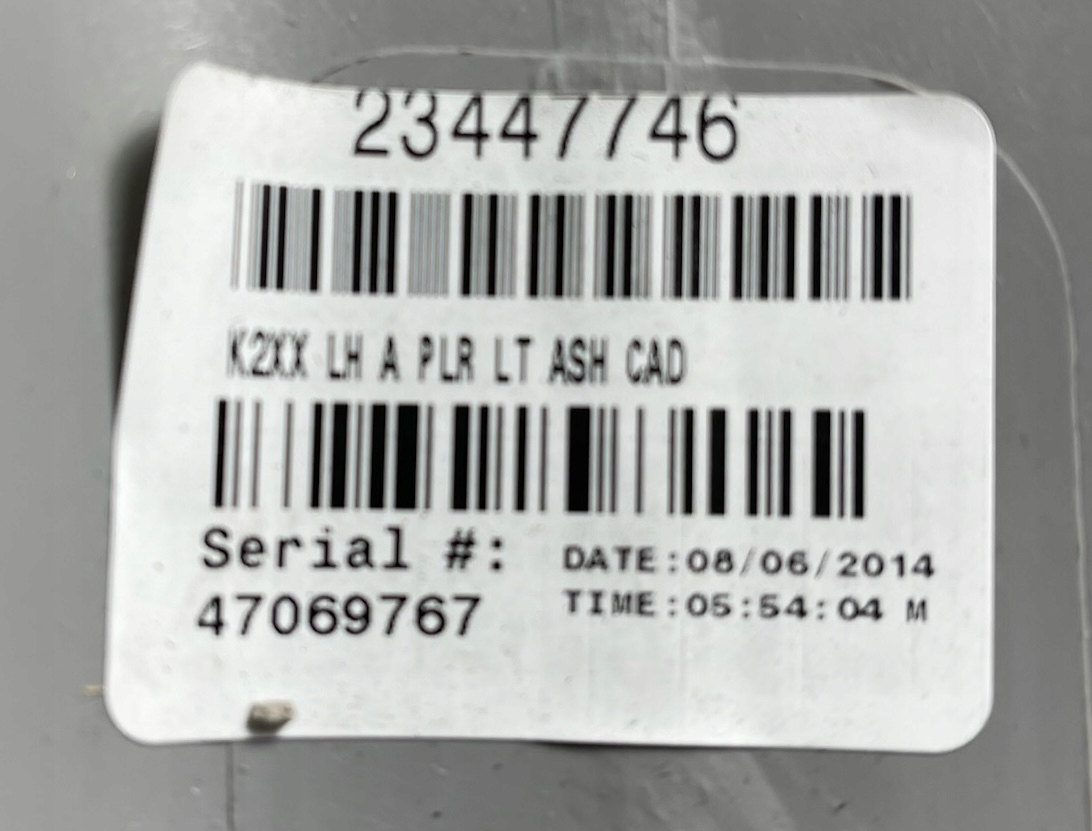 23447746
K2XX LH A PLR LT ASH CAD
Serial #:
47069767
DATE:08/06/2014
TIME:05:54:04 M